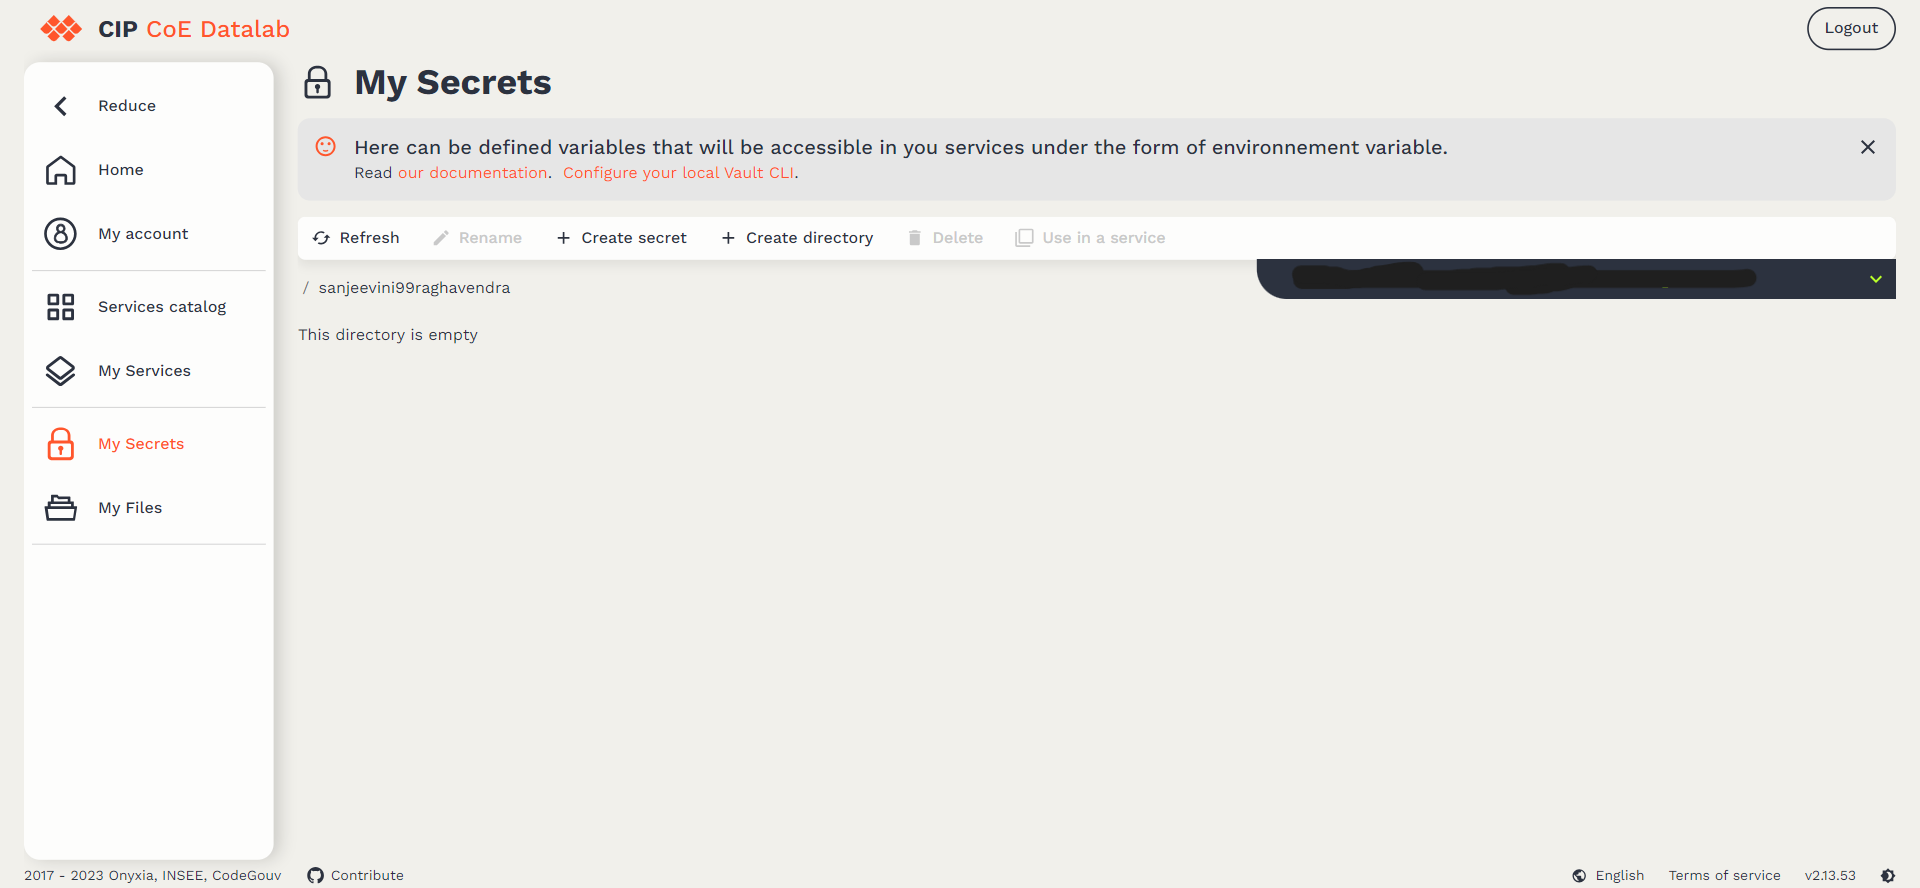 CIP CoE Datalab
Logout
Reduce
Home
My account
Services catalog
My Services
My Secrets
My Files
My Secrets
Here can be defined variables that will be accessible in you services under the form of environnement variable.
Read our documentation. Configure your local Vault CLI.
Refresh Rename + Create secret + Create directory Delete Use in a service
/ sanjeevini99raghavendra
This directory is empty
2017 - 2023 Onyxia, INSEE, CodeGouv Contribute English Terms of service v2.13.53